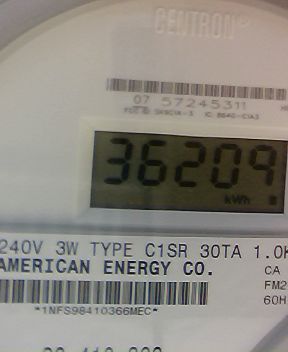 CENTRON®
07 57245311
36209
kWh
240V 3W TYPE C1SR 30TA 1.0K
AMERICAN ENERGY CO.
CA
FM2
60H
*1NFS98410366MEC*